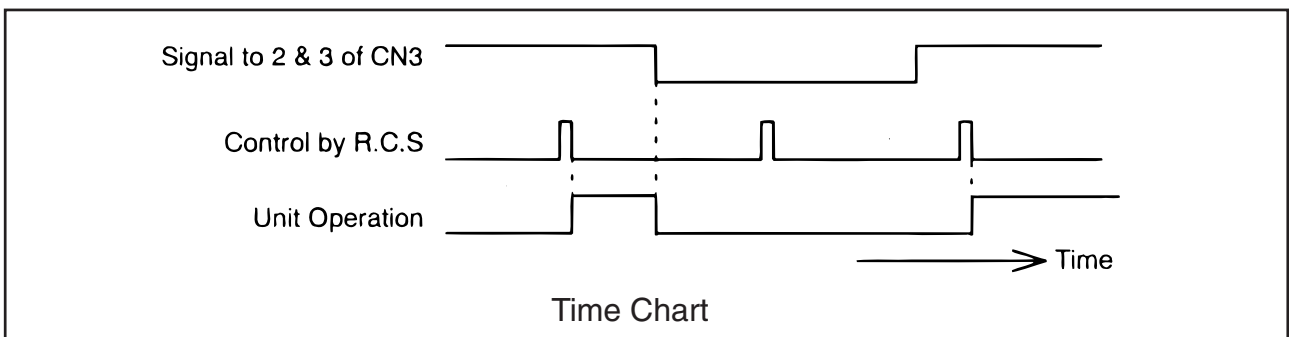 Signal to 2 & 3 of CN3
Control by R.C.S
Unit Operation
Time
Time Chart